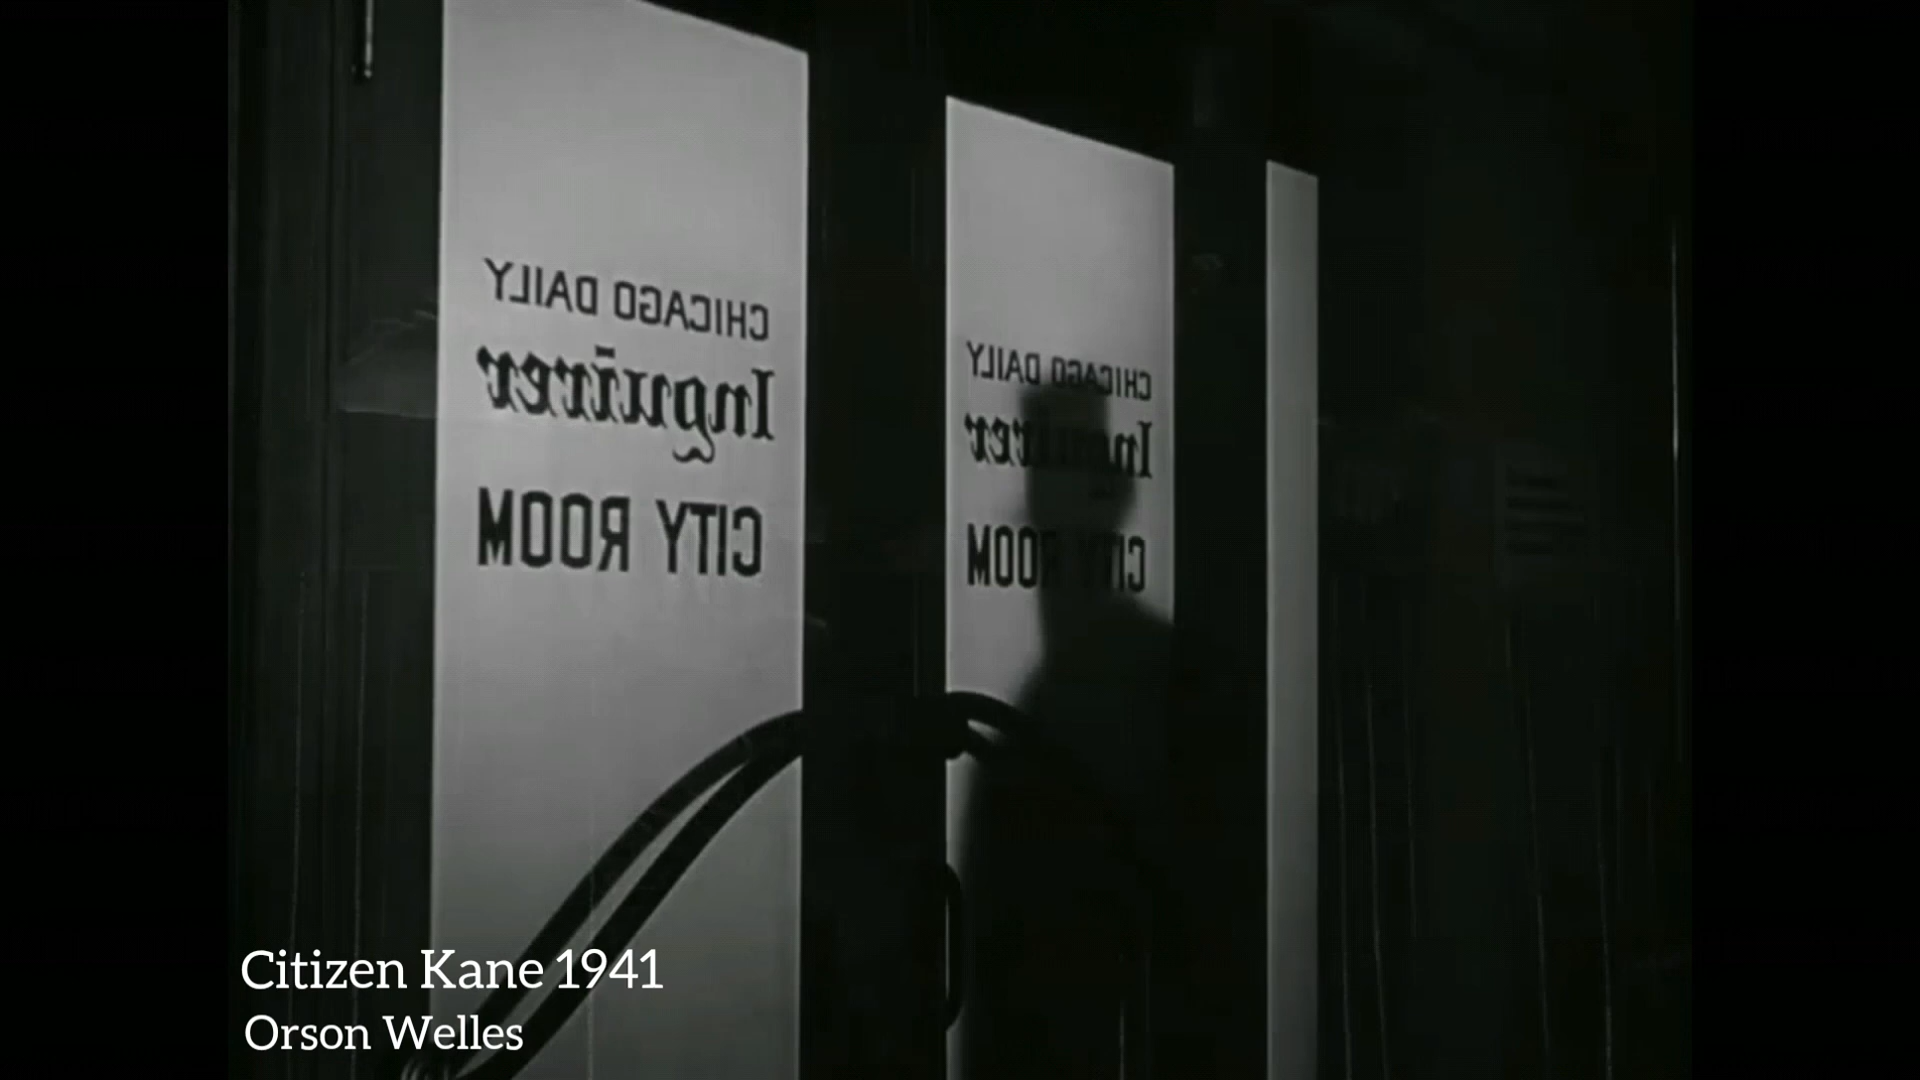 CHICAGO DAILY
Inquirer
CITY ROOM
CHICAGO DAILY
Inquirer
CITY ROOM
Citizen Kane 1941
Orson Welles